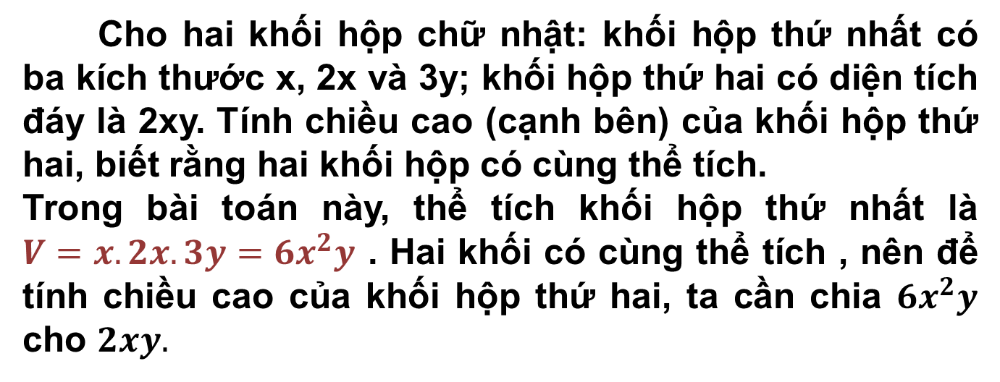 Cho hai khối hộp chữ nhật: khối hộp thứ nhất có
ba kích thước x, 2x và 3y; khối hộp thứ hai có diện tích
đáy là 2xy. Tính chiều cao (cạnh bên) của khối hộp thứ
hai, biết rằng hai khối hộp có cùng thể tích.
Trong bài toán này, thể tích khối hộp thứ nhất là
V = x. 2x. 3y = 6x²y . Hai khối có cùng thể tích , nên để
tính chiều cao của khối hộp thứ hai, ta cần chia 6x²y
cho 2xy.